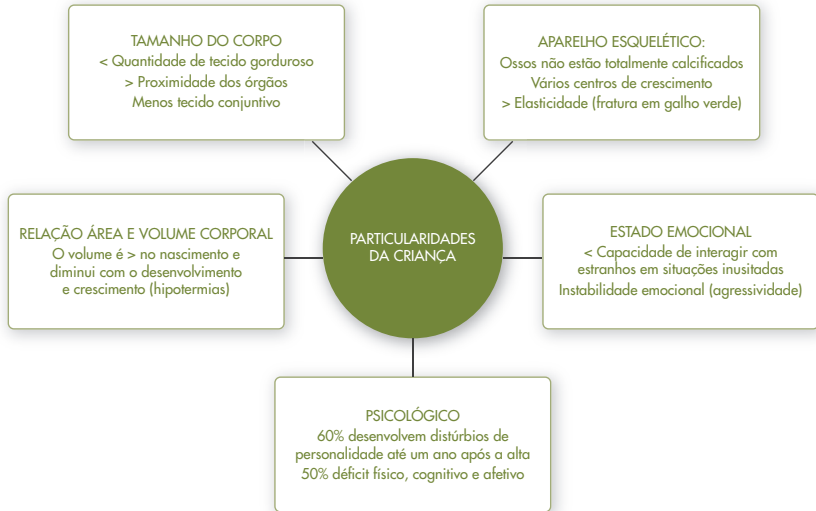 TAMANHO DO CORPO
< Quantidade de tecido gorduroso
> Proximidade dos órgãos
Menos tecido conjuntivo
APARELHO ESQUELÉTICO:
Ossos não estão totalmente calcificados
Vários centros de crescimento
> Elasticidade (fratura em galho verde)
RELAÇÃO ÁREA E VOLUME CORPORAL
O volume é > no nascimento e
diminui com o desenvolvimento
e crescimento (hipotermias)
PARTICULARIDADES
DA CRIANÇA
ESTADO EMOCIONAL
< Capacidade de interagir com
estranhos em situações inusitadas
Instabilidade emocional (agressividade)
PSICOLÓGICO
60% desenvolvem distúrbios de
personalidade até um ano após a alta
50% déficit físico, cognitivo e afetivo